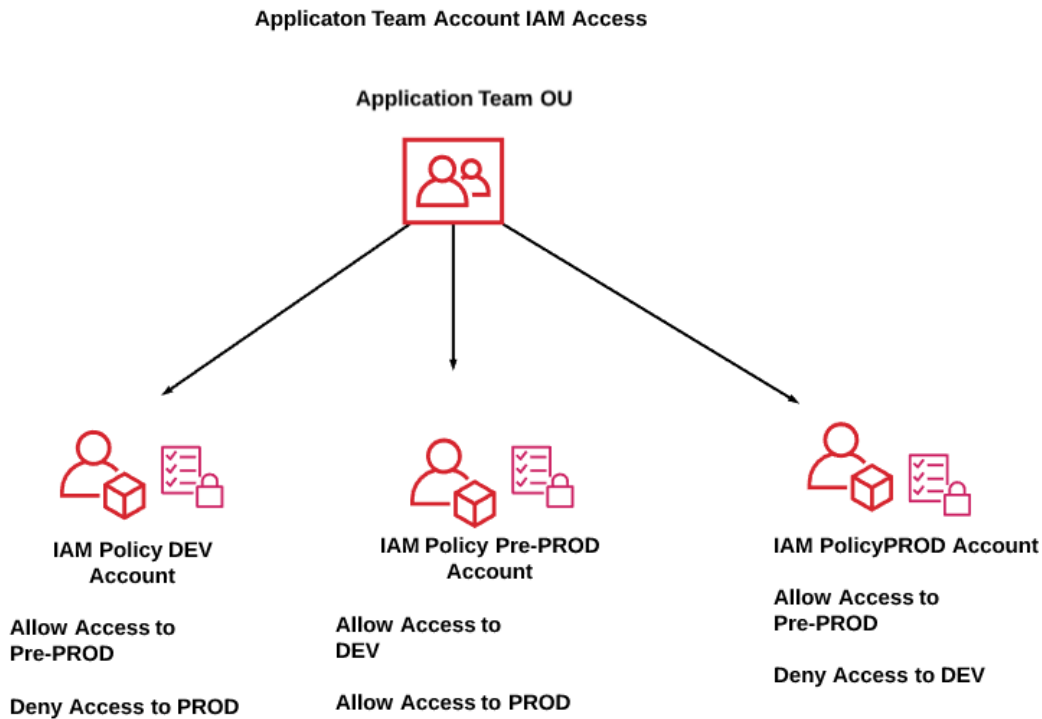 Applicaton Team Account IAM Access
Application Team OU
IAM Policy DEV
Account
Allow Access to
Pre-PROD
Deny Access to PROD
IAM Policy Pre-PROD
Account
Allow Access to
DEV
Allow Access to PROD
IAM PolicyPROD Account
Allow Access to
Pre-PROD
Deny Access to DEV